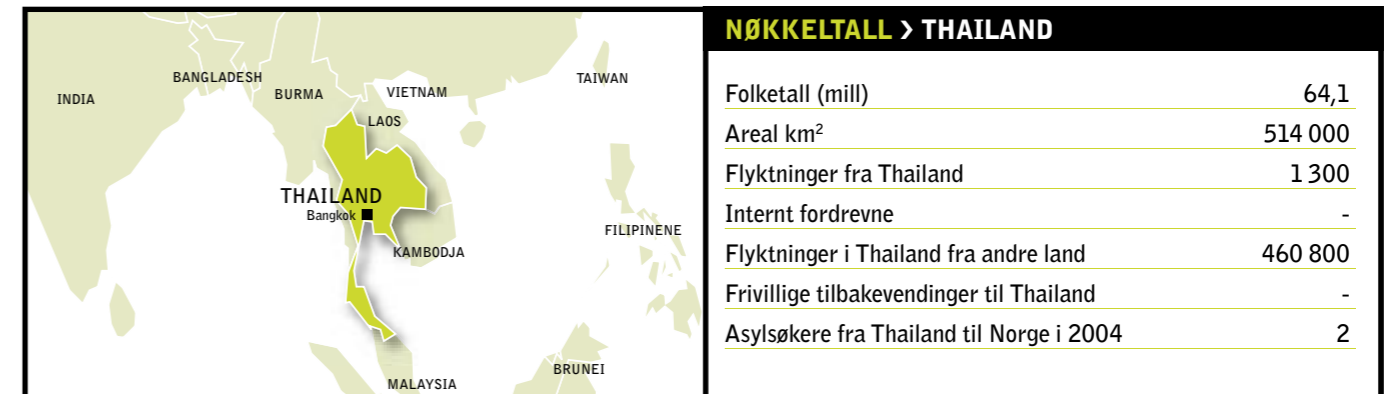 INDIA
BANGLADESH
BURMA
VIETNAM
LAOS
TAIWAN
THAILAND
Bangkok
KAMBODJA
FILIPINENE
MALAYSIA
BRUNEI
NØKKELTALL > THAILAND
Folketall (mill) 64,1
Areal km² 514 000
Flyktninger fra Thailand 1 300
Internt fordrevne -
Flyktninger i Thailand fra andre land 460 800
Frivillige tilbakevendinger til Thailand -
Asylsøkere fra Thailand til Norge i 2004 2